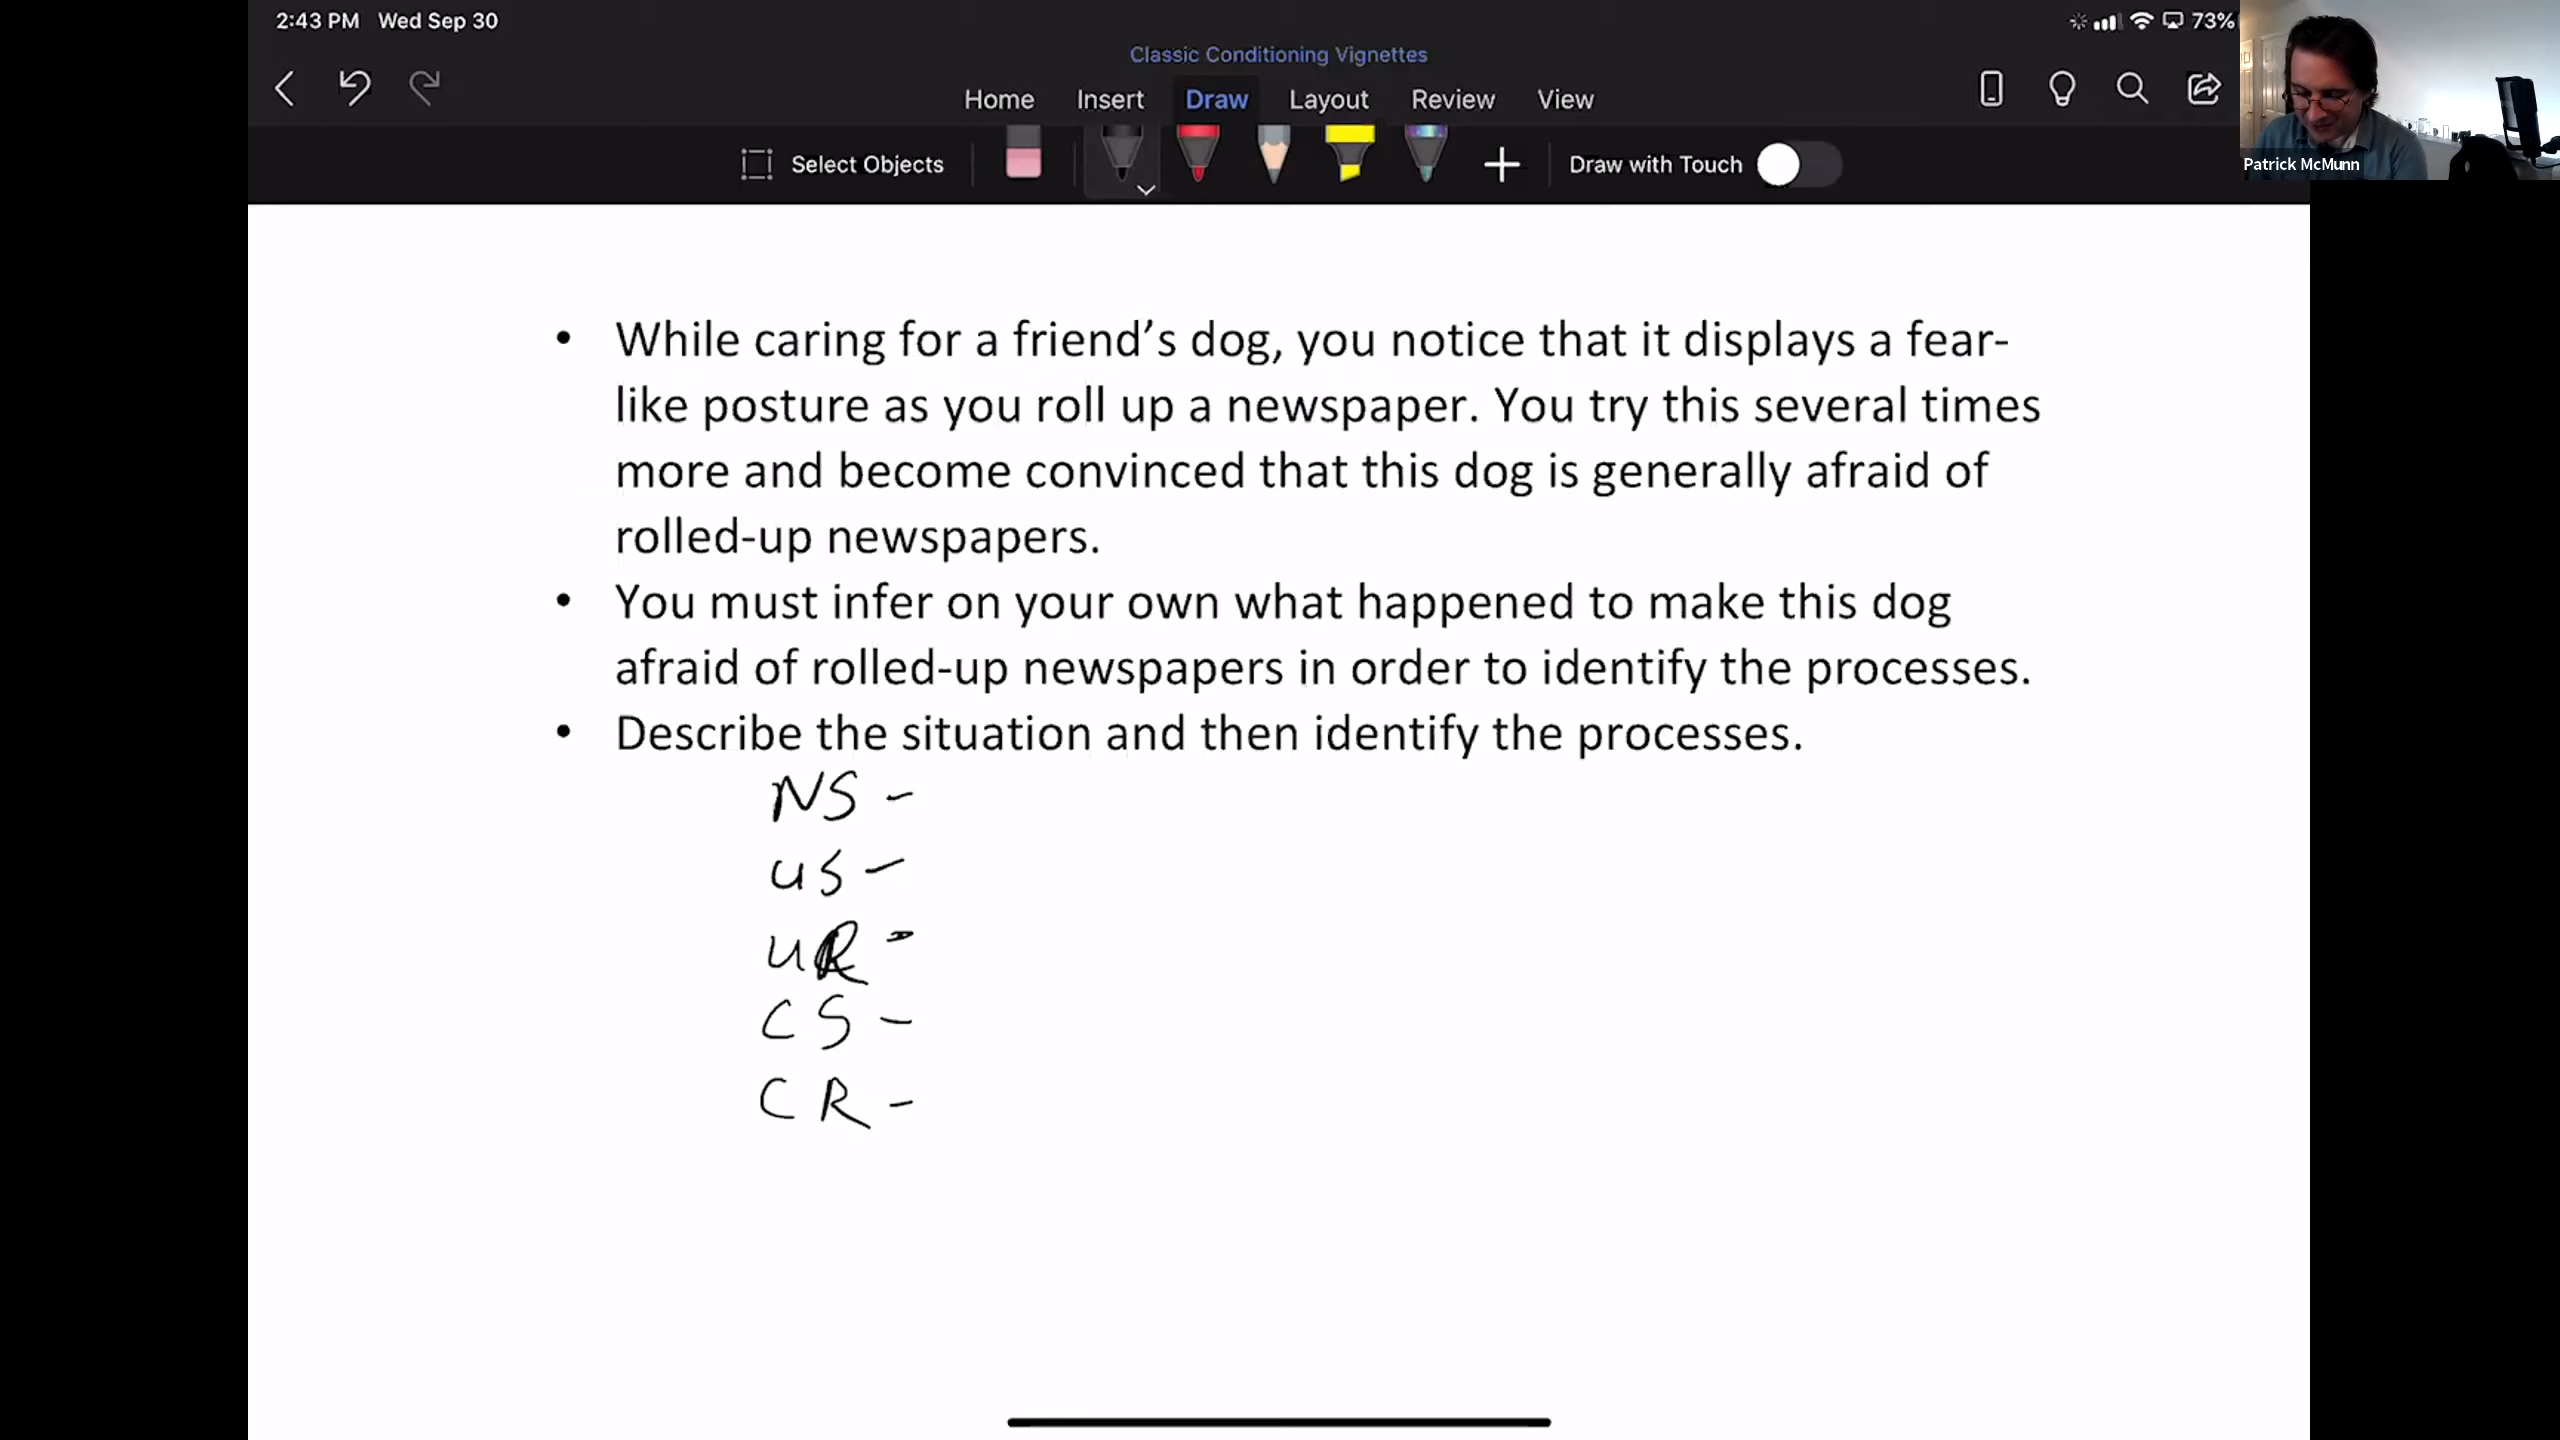 2:43 PM Wed Sep 30
73%
Classic Conditioning Vignettes
Home Insert Draw Layout Review View
Select Objects
Draw with Touch
Patrick McMunn
• While caring for a friend’s dog, you notice that it displays a fear-
like posture as you roll up a newspaper. You try this several times
more and become convinced that this dog is generally afraid of
rolled-up newspapers.
• You must infer on your own what happened to make this dog
afraid of rolled-up newspapers in order to identify the processes.
• Describe the situation and then identify the processes.
NS -
US -
UR -
CS -
CR -